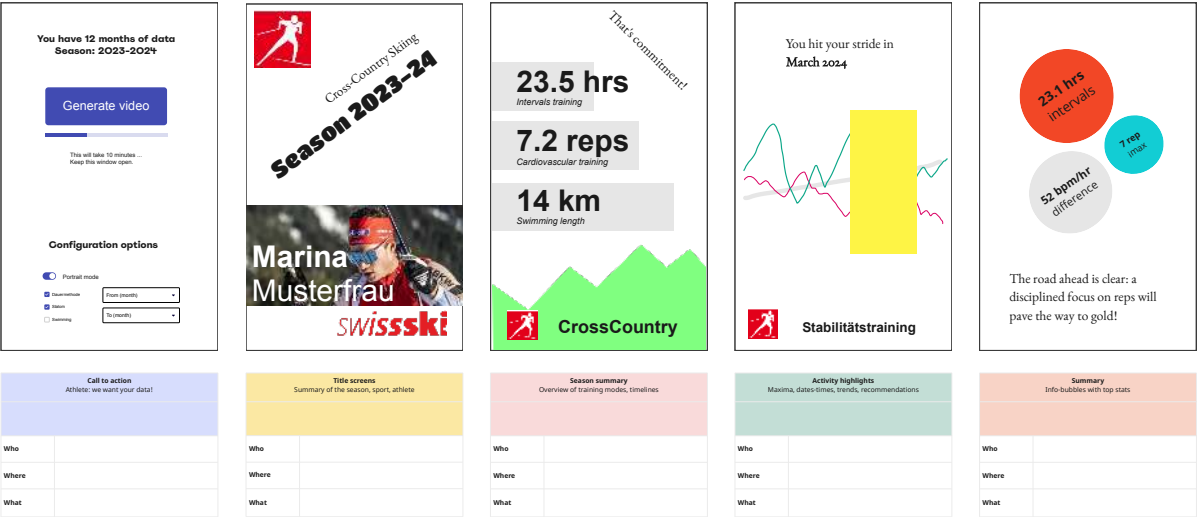 You have 12 months of data
Season: 2023-2024
Generate video
This will take 10 minutes ...
Keep this window open.
Configuration options
Portrait mode
Dauermethode
From (month)
Slalom
Swimming
To (month)
Cross-Country Skiing
Season 2023-24
Marina
Musterfrau
swissski
That's commitment!
23.5 hrs
Intervals training
7.2 reps
Cardiovascular training
14 km
Swimming length
CrossCountry
You hit your stride in
March 2024
Stabilitätstraining
23.1 hrs
intervals
7 rep
imax
52 bpm/hr
difference
The road ahead is clear: a
disciplined focus on reps will
pave the way to gold!
Call to action
Athlete: we want your data!
Who
Where
What
Title screens
Summary of the season, sport, athlete
Who
Where
What
Season summary
Overview of training modes, timelines
Who
Where
What
Activity highlights
Maxima, dates-times, trends, recommendations
Who
Where
What
Summary
Info-bubbles with top stats
Who
Where
What